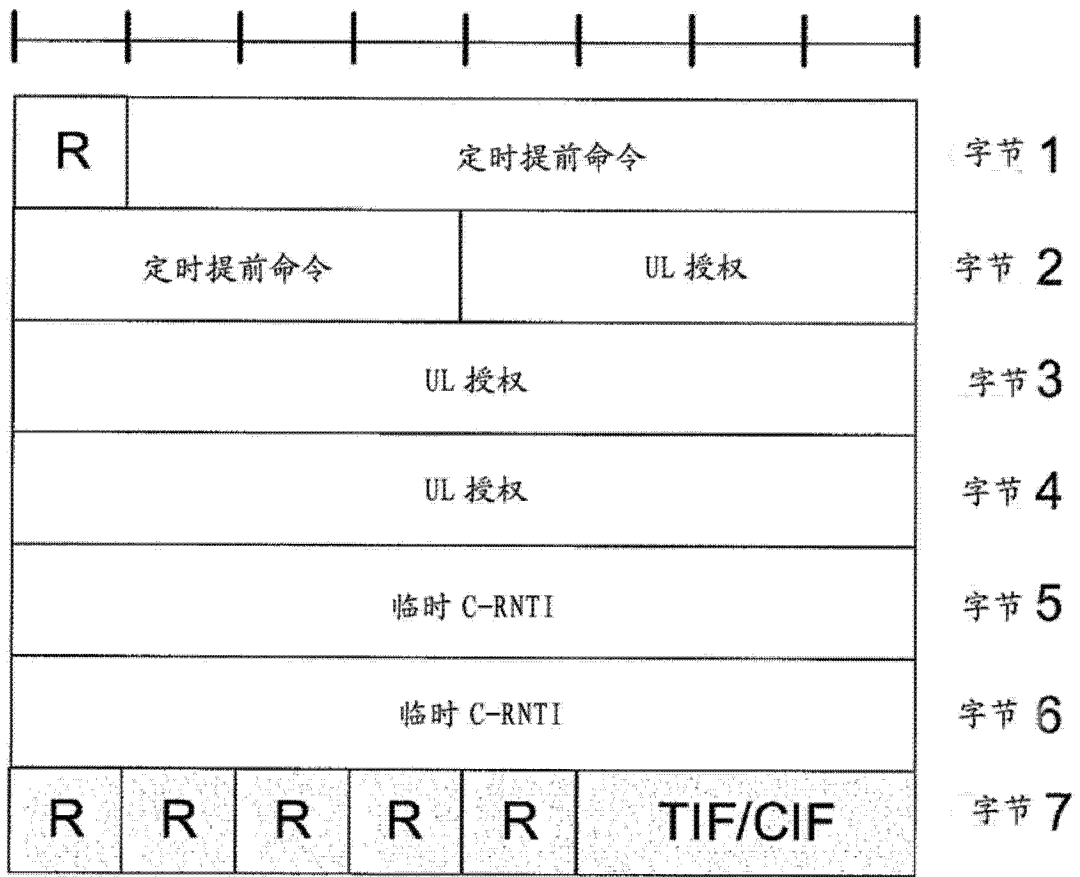 R 定时提前命令 字节 1
定时提前命令 UL 授权 字节 2
UL 授权 字节 3
UL 授权 字节 4
临时 C-RNTI 字节 5
临时 C-RNTI 字节 6
R R R R R TIF/CIF 字节 7